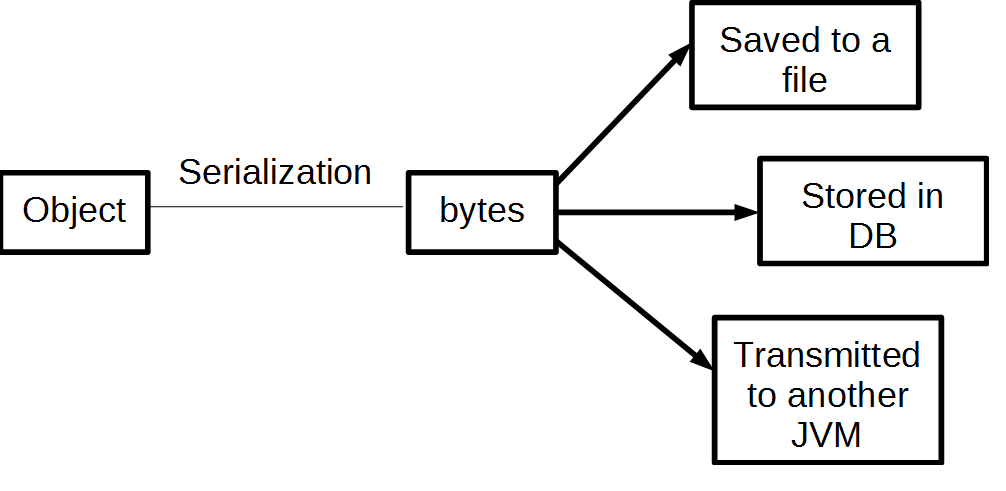 Object
Serialization
bytes
Saved to a
file
Stored in
DB
Transmitted
to another
JVM